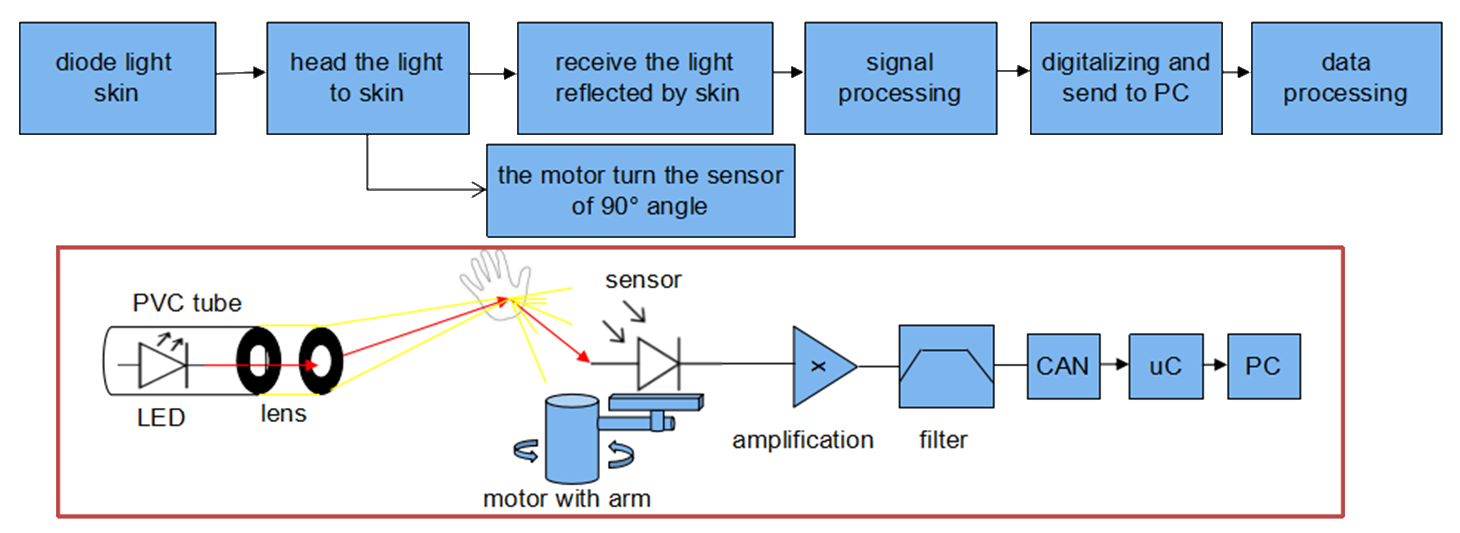 diode light
skin
head the light
to skin
receive the light
reflected by skin
signal
processing
digitalizing and
send to PC
data
processing
the motor turn the sensor
of 90° angle
PVC tube
LED
lens
sensor
motor with arm
x
amplification
filter
CAN
uC
PC